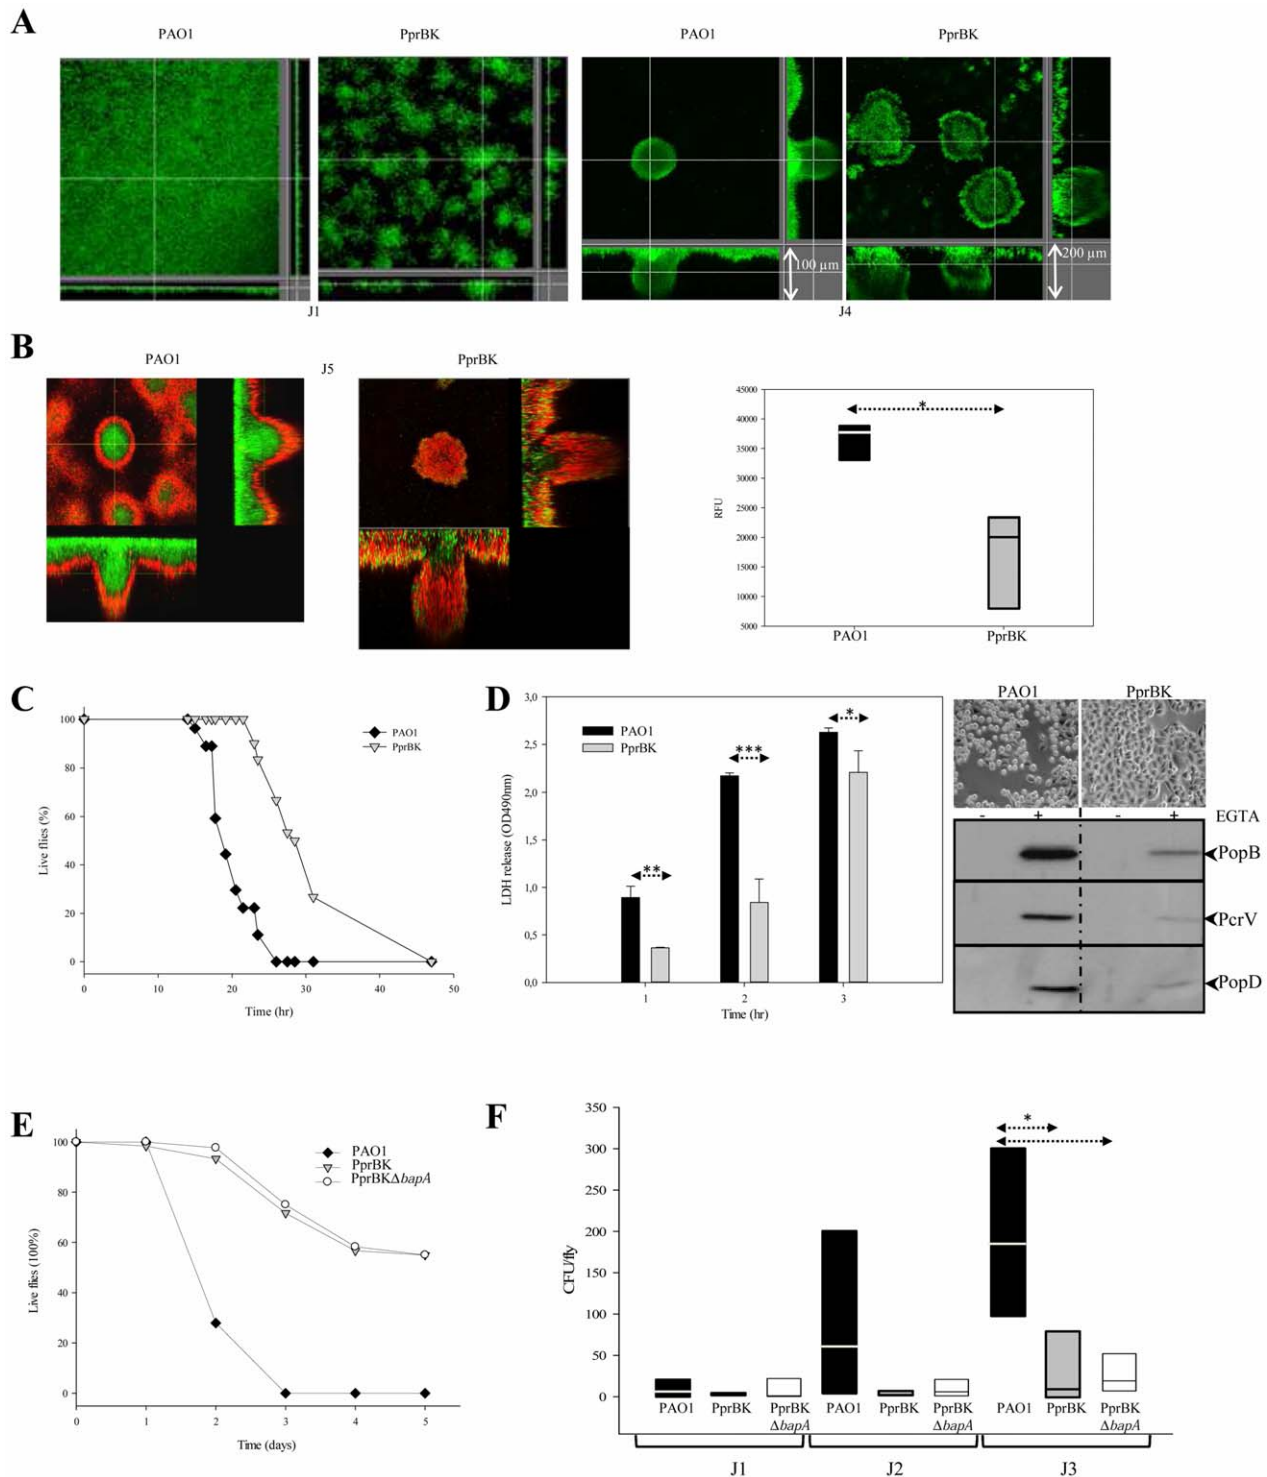 A
PAO1
PprBK
PAO1
PprBK
100 µm
200 µm
J1
J4
B
PAO1
J5
PprBK
45000
40000
35000
30000
25000
20000
15000
10000
5000
RFU
*
PAO1
PprBK
C
100
80
60
40
20
0
Live flies (%)
PAO1
PprBK
0
10
20
30
40
50
Time (hr)
D
3,0
2,5
2,0
1,5
1,0
0,5
0,0
LDH release (OD490nm)
PAO1
PprBK
**
***
*
1
2
3
Time (hr)
PAO1
PprBK
-
+
-
+
EGTA
PopB
PcrV
PopD
E
100
80
60
40
20
0
Live flies (100%)
PAO1
PprBK
PprBKΔbapA
0
1
2
3
4
5
Time (days)
F
350
300
250
200
150
100
50
0
CFU/fly
*
PAO1
PprBK
PprBK
ΔbapA
PAO1
PprBK
PprBK
ΔbapA
PAO1
PprBK
PprBK
ΔbapA
J1
J2
J3